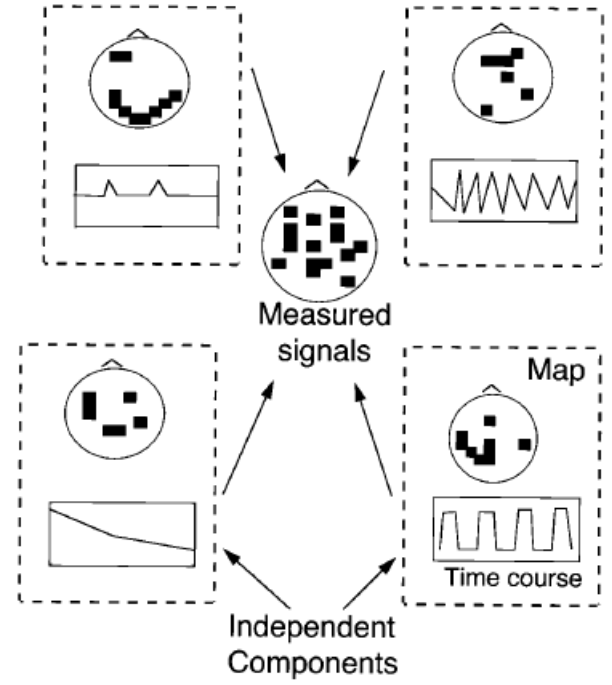 Measured
signals
Map
Time course
Independent
Components